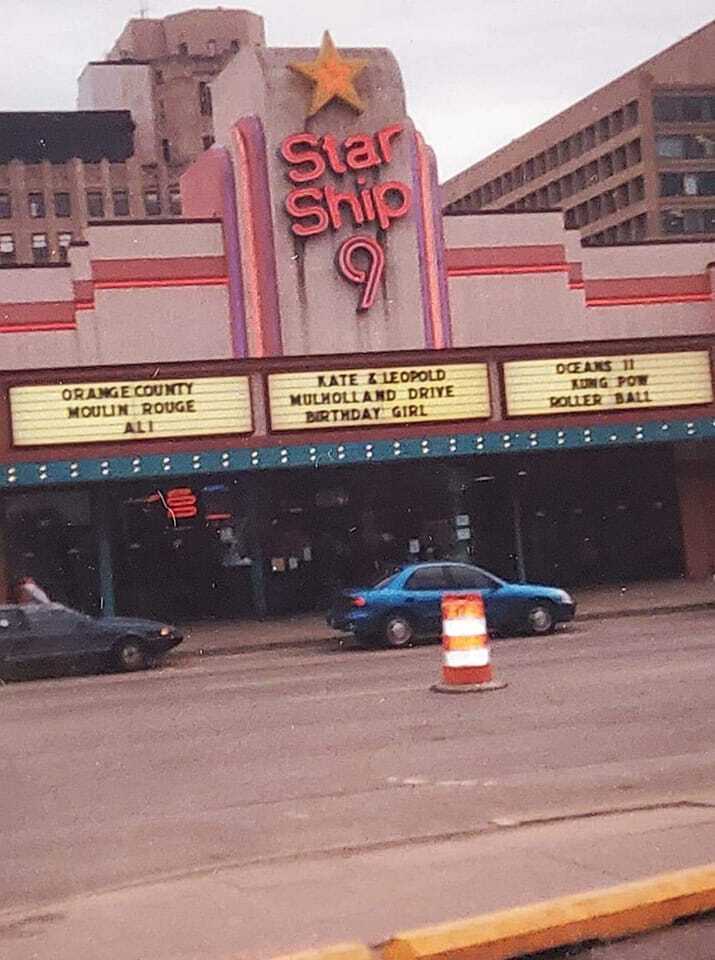 Star
Ship
9
ORANGE COUNTY
MOULIN ROUGE
ALI
KATE & LEOPOLD
MULHOLLAND DRIVE
BIRTHDAY GIRL
OCEANS 11
KUNG POW
ROLLER BALL